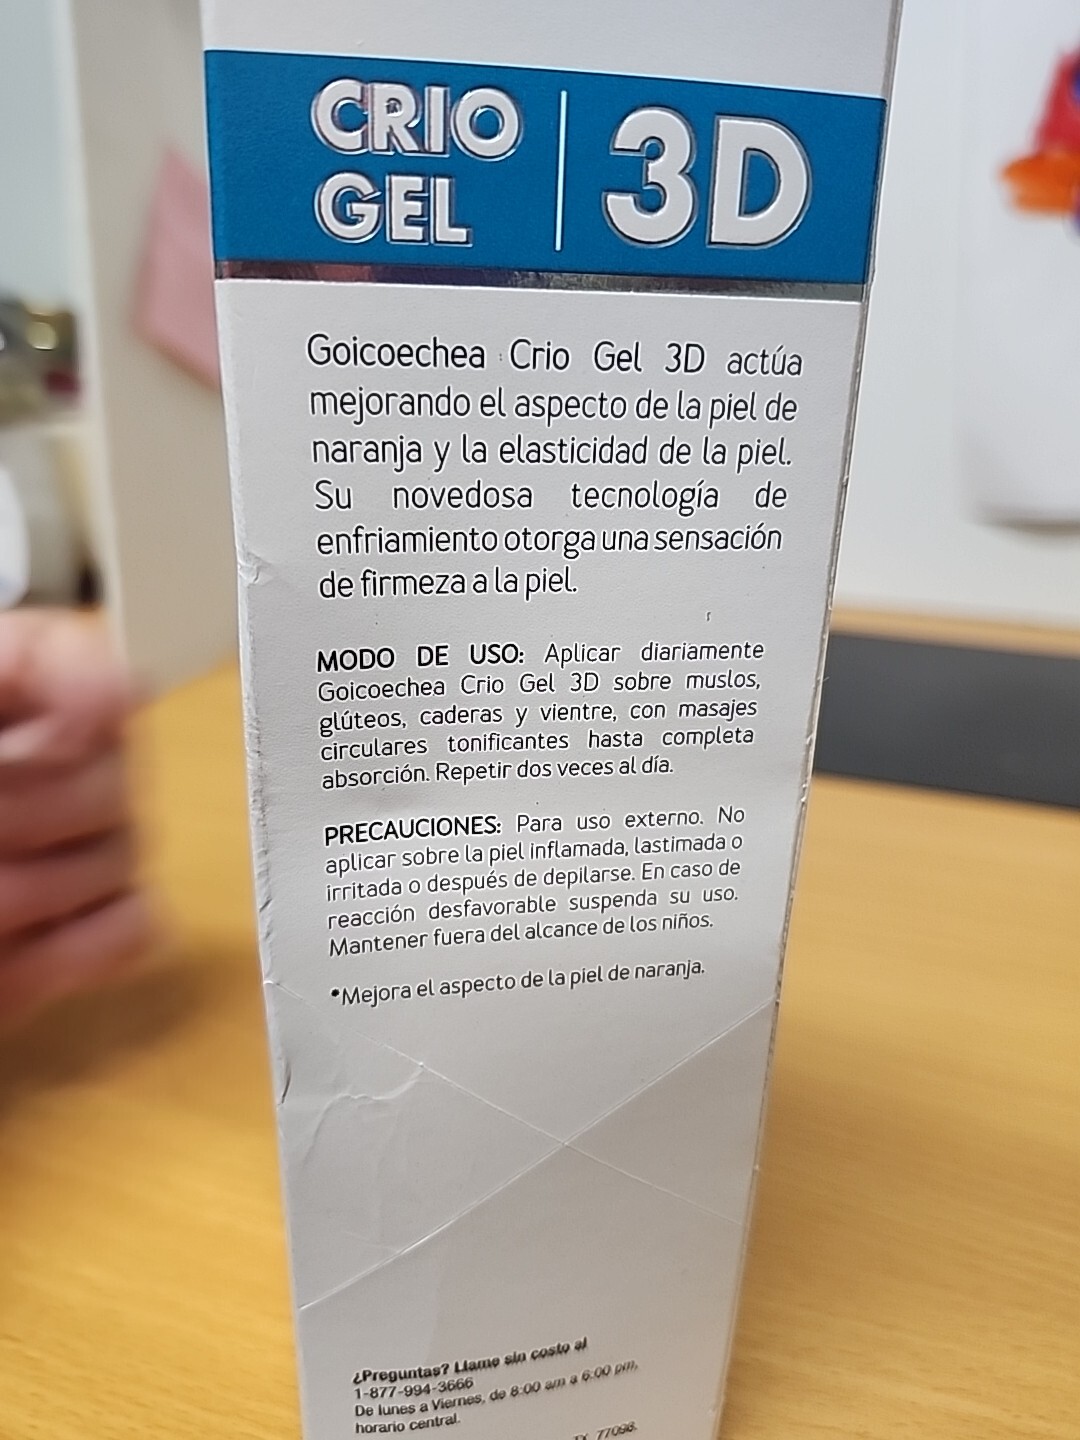 CRIO
GEL
3D
Goicoechea Crio Gel 3D actúa
mejorando el aspecto de la piel de
naranja y la elasticidad de la piel.
Su novedosa tecnología de
enfriamiento otorga una sensación
de firmeza a la piel.
MODO DE USO: Aplicar diariamente
Goicoechea Crio Gel 3D sobre muslos,
glúteos, caderas y vientre, con masajes
circulares tonificantes hasta completa
absorción. Repetir dos veces al día.
PRECAUCIONES: Para uso externo. No
aplicar sobre la piel inflamada, lastimada o
irritada o después de depilarse. En caso de
reacción desfavorable suspenda su uso.
Mantener fuera del alcance de los niños.
*Mejora el aspecto de la piel de naranja.
¿Preguntas? Llame sin costo al
1-877-994-3666
De lunes a Viernes, de 8:00 am a 6:00 pm,
horario central.
TX 77098.